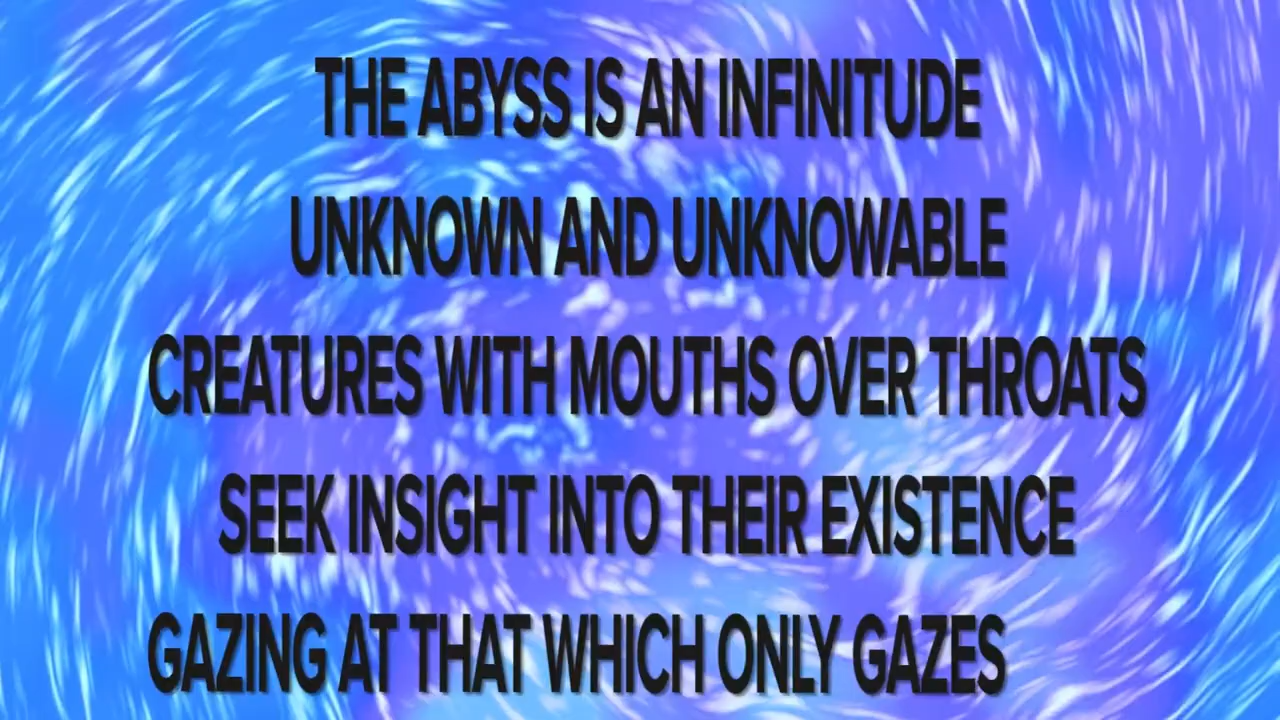 THE ABYSS IS AN INFINITUDE
UNKNOWN AND UNKNOWABLE
CREATURES WITH MOUTHS OVER THROATS
SEEK INSIGHT INTO THEIR EXISTENCE
GAZING AT THAT WHICH ONLY GAZES